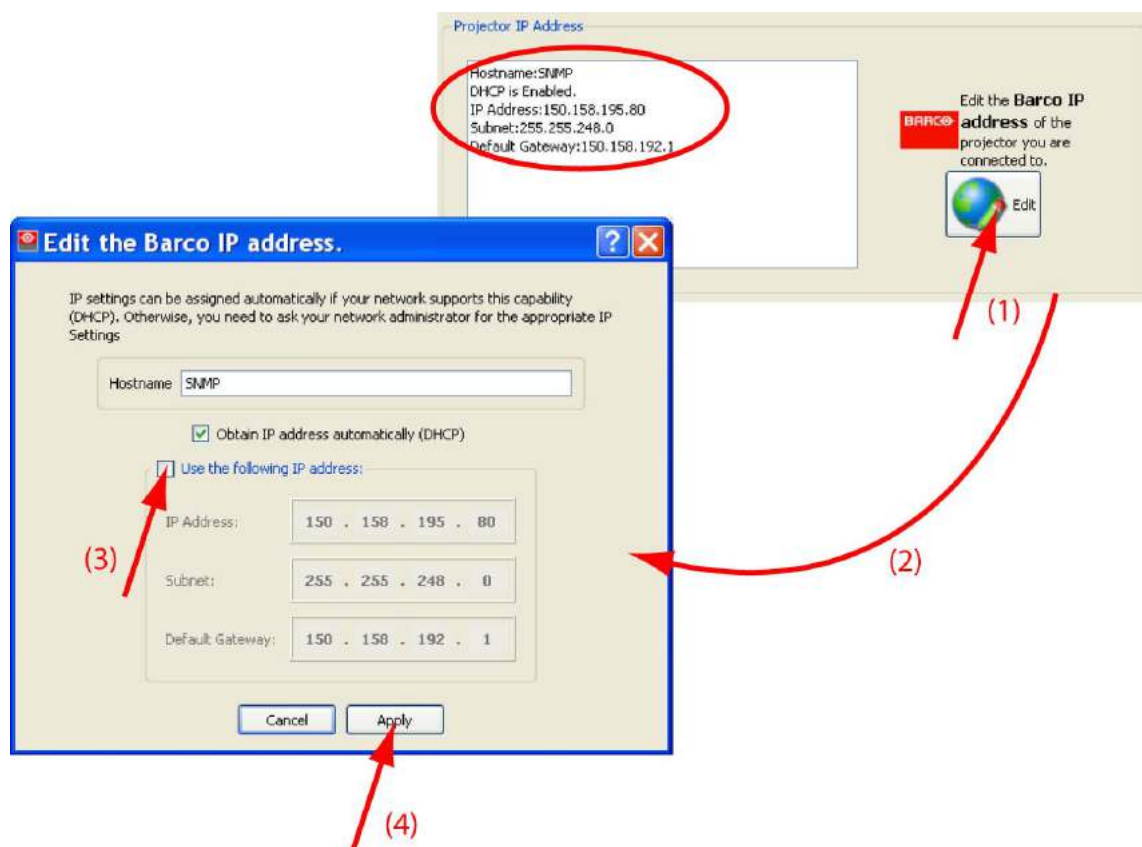 Projector IP Address
Hostname:SNMP
DHCP is Enabled.
IP Address:150.158.195.80
Subnet:255.255.248.0
Default Gateway:150.158.192.1
BARCO
Edit the Barco IP
address of the
projector you are
connected to.
Edit
(1)
Edit the Barco IP address.
IP settings can be assigned automatically if your network supports this capability
(DHCP). Otherwise, you need to ask your network administrator for the appropriate IP
Settings
Hostname SNMP
Obtain IP address automatically (DHCP)
Use the following IP address:
IP Address: 150 . 158 . 195 . 80
(3)
(2)
Subnet: 255 . 255 . 248 . 0
Default Gateway: 150 . 158 . 192 . 1
Cancel Apply
(4)